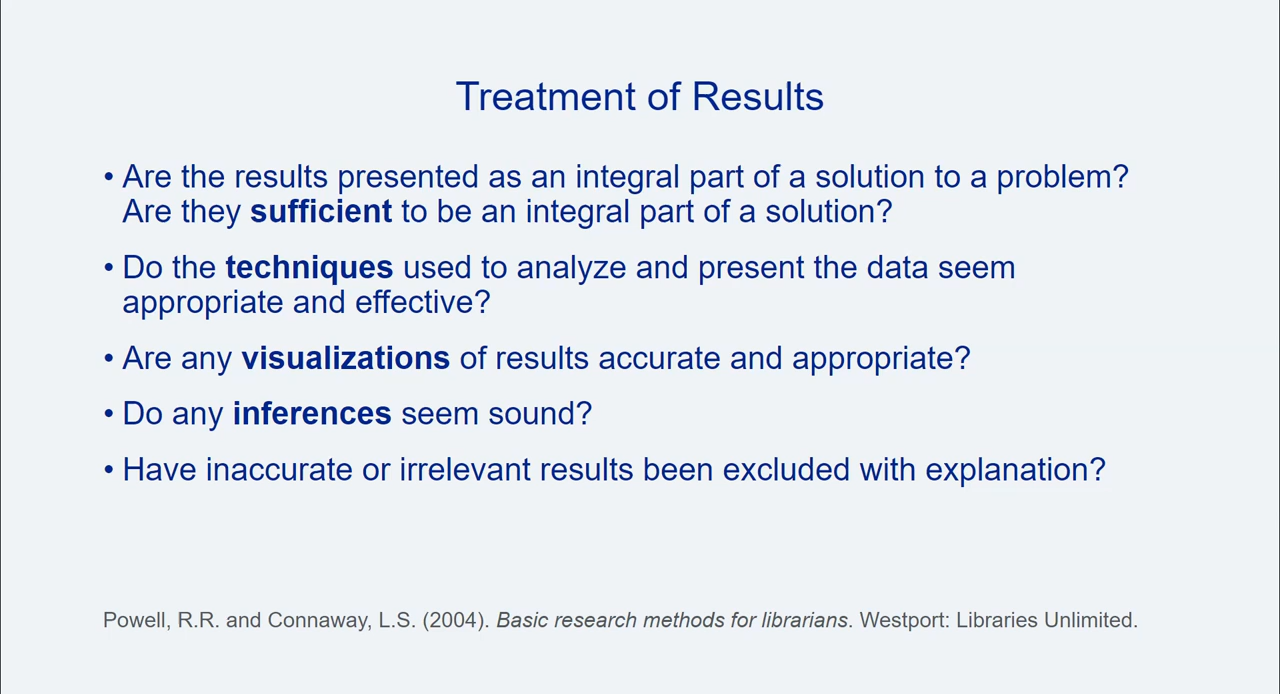 Treatment of Results
• Are the results presented as an integral part of a solution to a problem?
Are they sufficient to be an integral part of a solution?
• Do the techniques used to analyze and present the data seem
appropriate and effective?
• Are any visualizations of results accurate and appropriate?
• Do any inferences seem sound?
• Have inaccurate or irrelevant results been excluded with explanation?
Powell, R.R. and Connaway, L.S. (2004). Basic research methods for librarians. Westport: Libraries Unlimited.